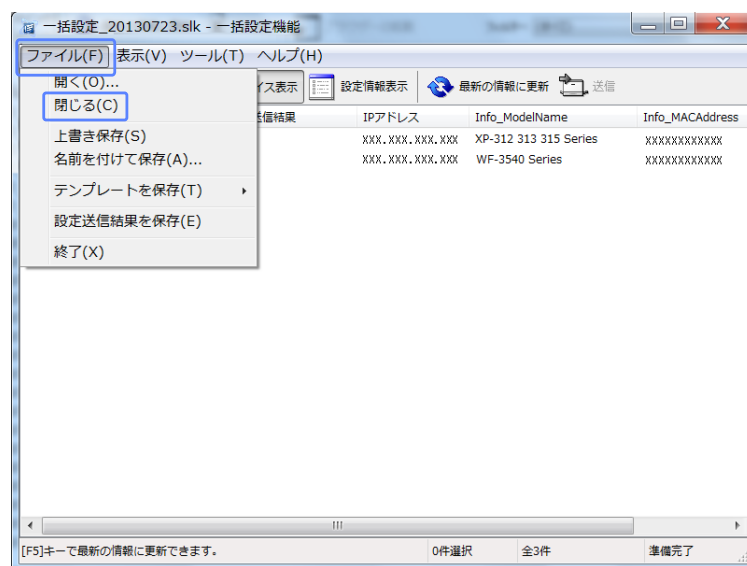 一括設定_20130723.slk - 一括設定機能
ファイル(F) 表示(V) ツール(T) ヘルプ(H)
イス表示 設定情報表示 最新の情報に更新 送信
開く(O)...
閉じる(C)
上書き保存(S)
名前を付けて保存(A)...
テンプレートを保存(T)
設定送信結果を保存(E)
終了(X)
信結果 IPアドレス Info_ModelName Info_MACAddress
XXX.XXX.XXX.XXX XP-312 313 315 Series XXXXXXXXXXXX
XXX.XXX.XXX.XXX WF-3540 Series XXXXXXXXXXXX
[F5]キーで最新の情報に更新できます。 0件選択 全3件 準備完了